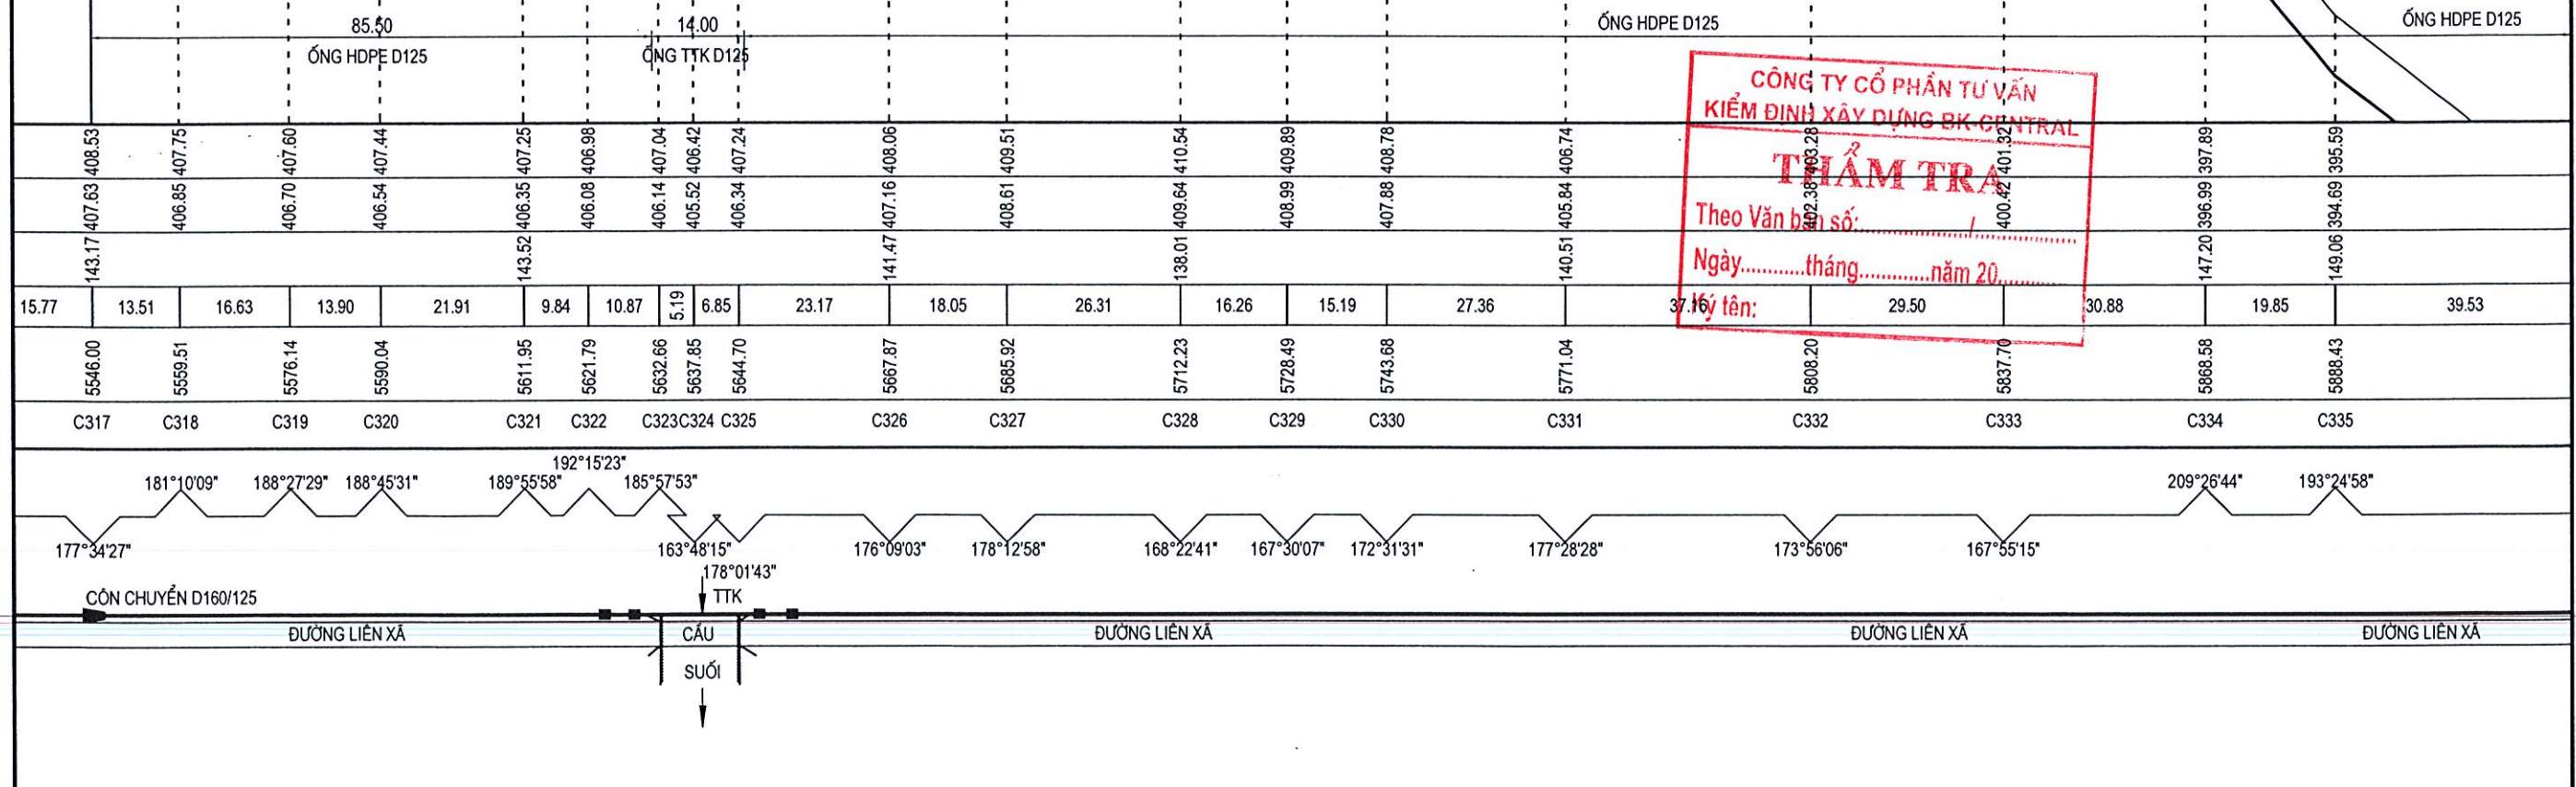 85.50
14.00
ỐNG HDPE D125
ỐNG HDPE D125
ỐNG HDPE D125
ỐNG TTK D125
CÔNG TY CỔ PHẦN TƯ VẤN
KIỂM ĐỊNH XÂY DỰNG BK-CENTRAL
THẨM TRA
Theo Văn bản số:................../..................
Ngày............tháng............năm 20..........
Ký tên:
408.53 407.75 407.60 407.44 407.25 406.98 407.04 406.42 407.24 408.06 409.51 410.54 409.89 408.78 406.74 403.28 401.32 397.89 395.59
407.63 406.85 406.70 406.54 406.35 406.08 406.14 405.52 406.34 407.16 408.61 409.64 408.99 407.88 405.84 402.38 400.42 396.99 394.69
143.17 143.52 141.47 138.01 140.51 147.20 149.06
15.77 13.51 16.63 13.90 21.91 9.84 10.87 5.19 6.85 23.17 18.05 26.31 16.26 15.19 27.36 37.16 29.50 30.88 19.85 39.53
5546.00 5559.51 5576.14 5590.04 5611.95 5621.79 5632.66 5637.85 5644.70 5667.87 5685.92 5712.23 5728.49 5743.68 5771.04 5808.20 5837.70 5868.58 5888.43
C317 C318 C319 C320 C321 C322 C323 C324 C325 C326 C327 C328 C329 C330 C331 C332 C333 C334 C335
192°15'23"
181°10'09" 188°27'29" 188°45'31" 189°55'58" 185°57'53" 209°26'44" 193°24'58"
177°34'27" 163°48'15" 176°09'03" 178°12'58" 168°22'41" 167°30'07" 172°31'31" 177°28'28" 173°56'06" 167°55'15"
178°01'43"
CÔN CHUYỂN D160/125
TTK
ĐƯỜNG LIÊN XÃ
CẦU
ĐƯỜNG LIÊN XÃ
ĐƯỜNG LIÊN XÃ
ĐƯỜNG LIÊN XÃ
SUỐI